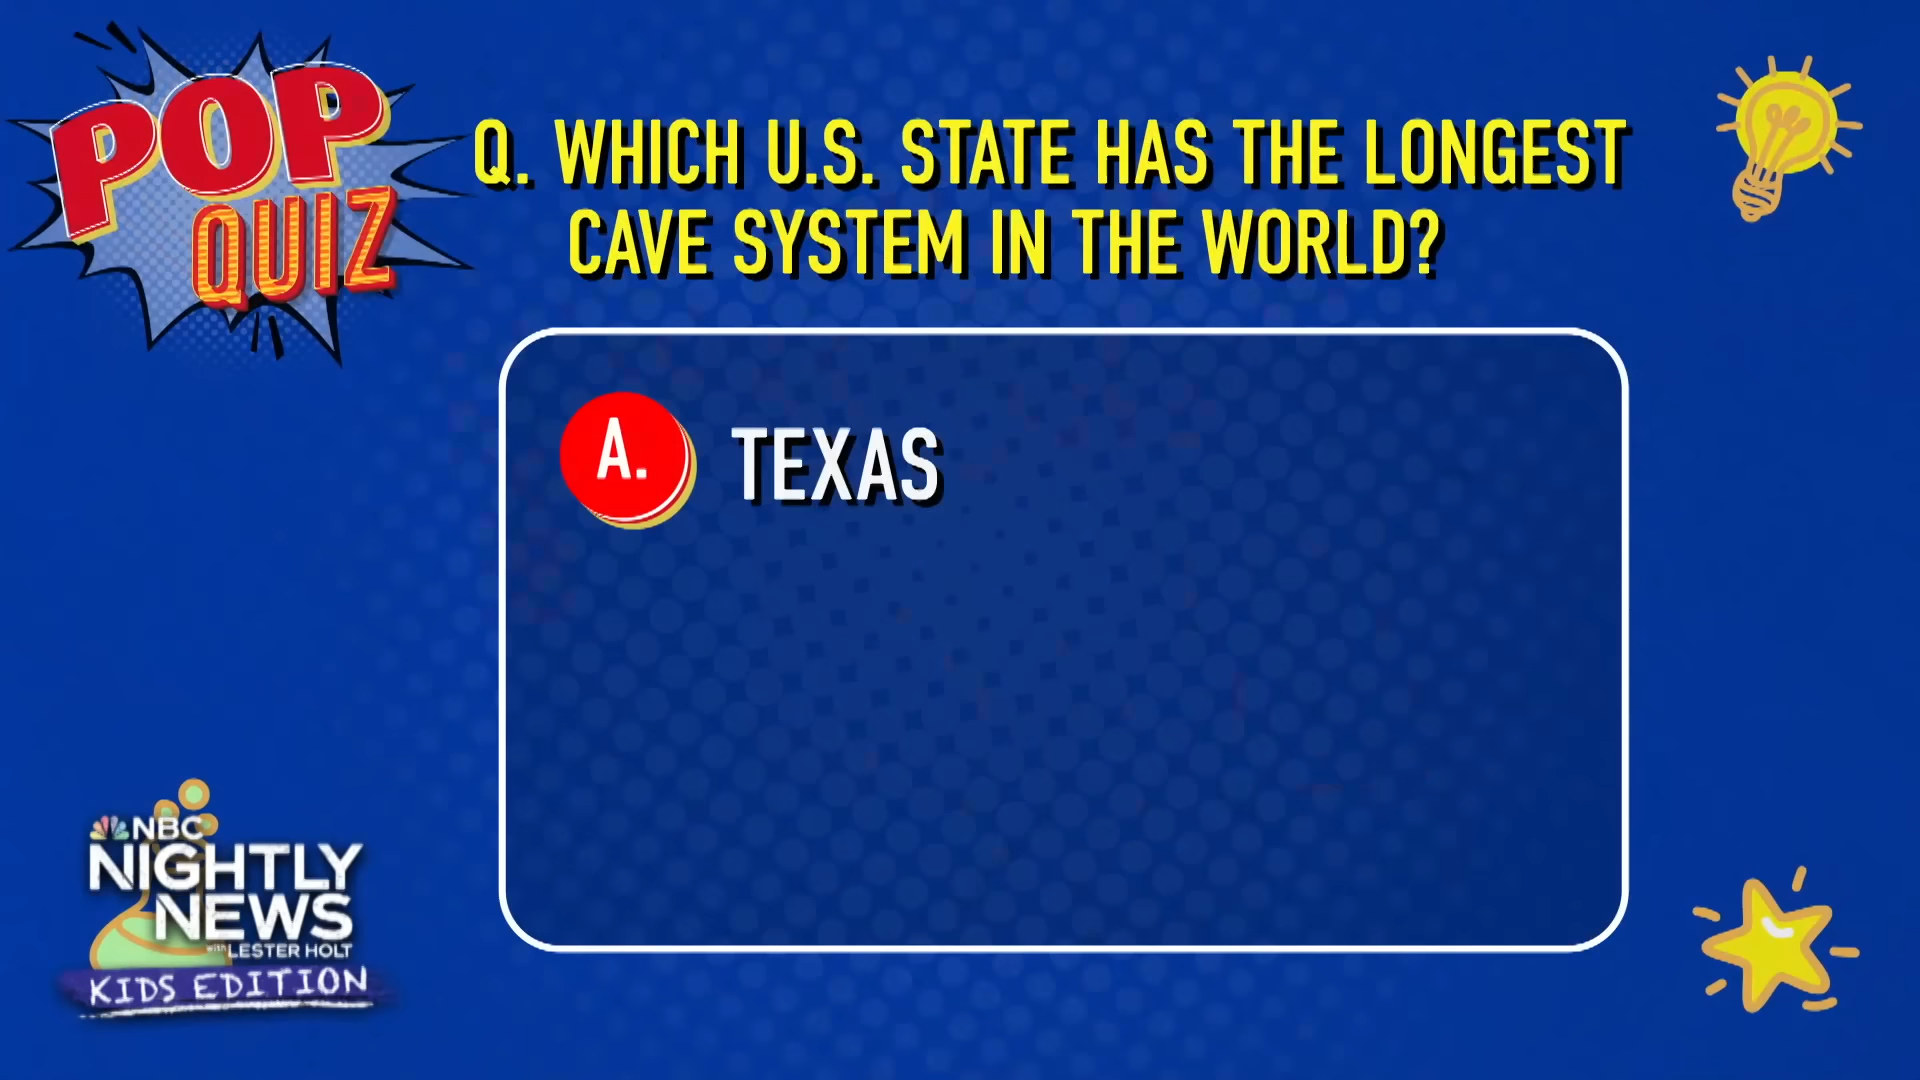 POP
QUIZ
Q. WHICH U.S. STATE HAS THE LONGEST
CAVE SYSTEM IN THE WORLD?
A. TEXAS
NBC
NIGHTLY
NEWS
with LESTER HOLT
KIDS EDITION